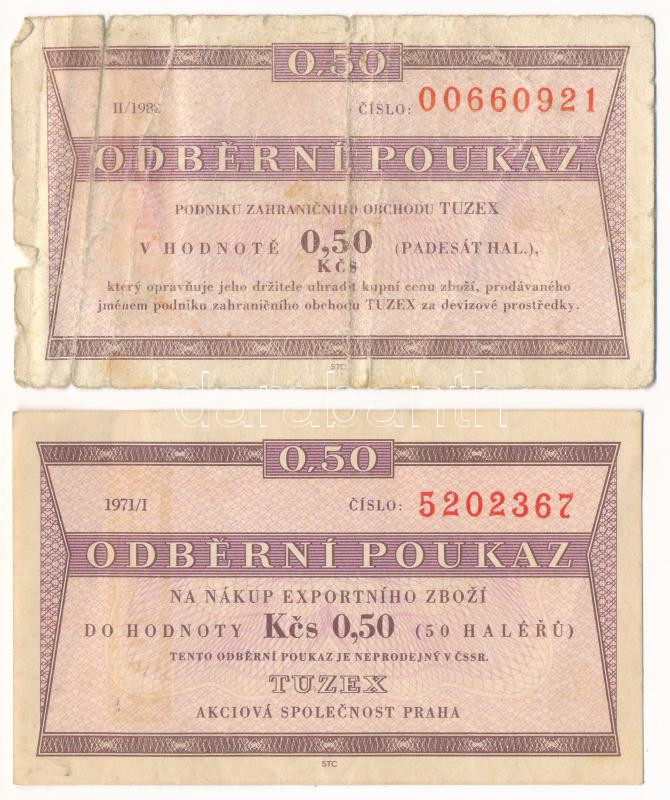 0,50
II/1982
ČÍSLO: 00660921
ODBĚRNÍ POUKAZ
PODNIKU ZAHRANIČNÍHO OBCHODU TUZEX
V HODNOTĚ 0,50 (PADESÁT HAL.),
Kčs
který opravňuje jeho držitele uhradit kupní cenu zboží, prodávaného
jménem podniku zahraničního obchodu TUZEX za devizové prostředky.
STC
darabanth
0,50
1971/I
ČÍSLO: 5202367
ODBĚRNÍ POUKAZ
NA NÁKUP EXPORTNÍHO ZBOŽÍ
DO HODNOTY Kčs 0,50 (50 HALÉŘŮ)
TENTO ODBĚRNÍ POUKAZ JE NEPRODEJNÝ V ČSSR.
TUZEX
AKCIOVÁ SPOLEČNOST PRAHA
STC